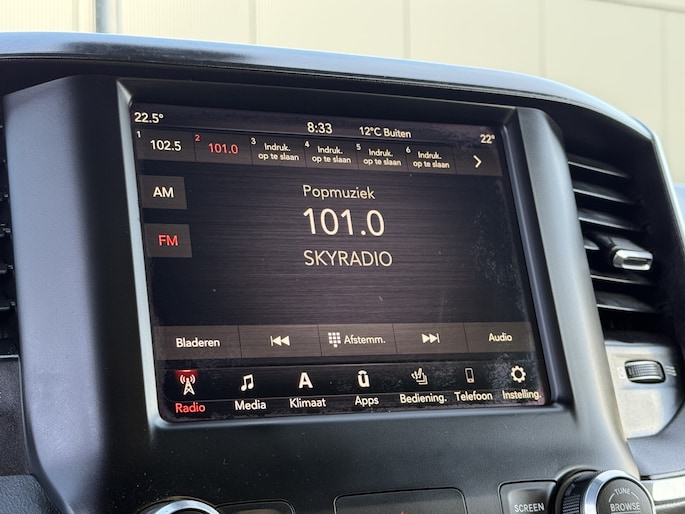 22.5° 8:33 12°C Buiten 22°
1 102.5 2 101.0 3 Indruk. op te slaan 4 Indruk. op te slaan 5 Indruk. op te slaan 6 Indruk. op te slaan
AM
Popmuziek
101.0
FM
SKYRADIO
Bladeren Afstemm. Audio
Radio Media Klimaat Apps Bediening. Telefoon Instelling.
SCREEN TUNE
BROWSE